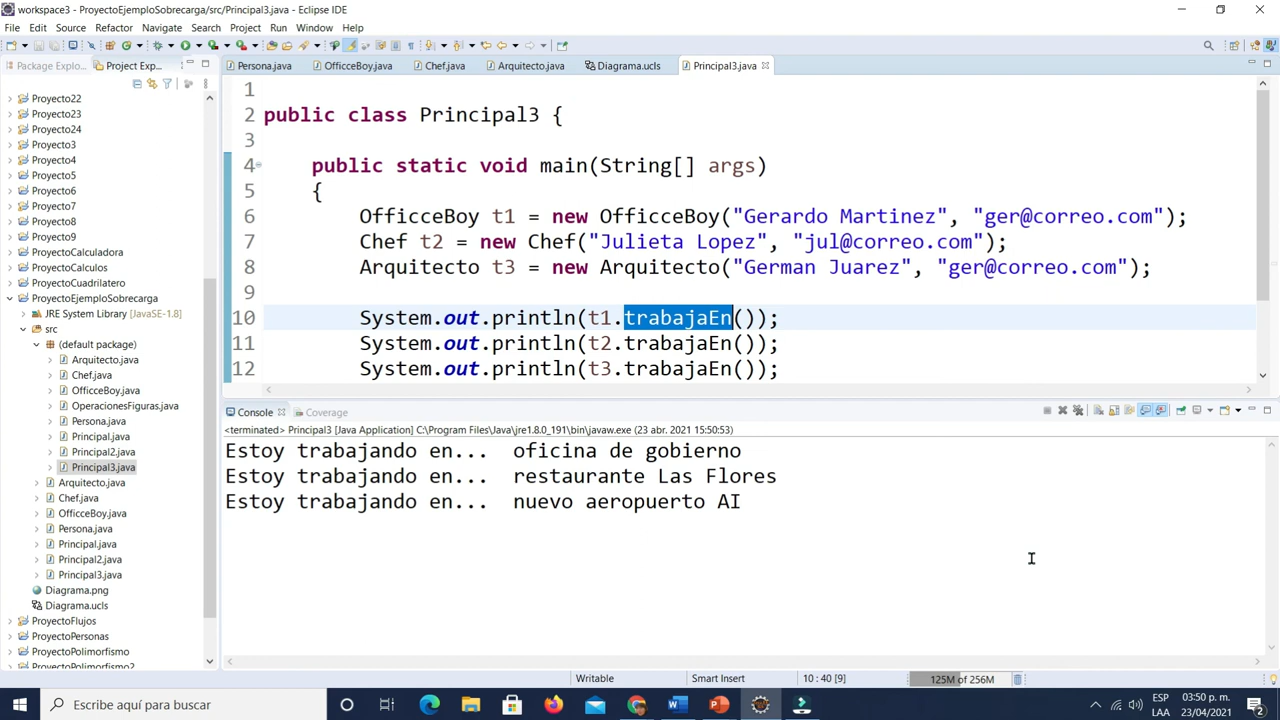 workspace3 - ProyectoEjemploSobrecarga/src/Principal3.java - Eclipse IDE
File Edit Source Refactor Navigate Search Project Run Window Help
Package Explo... Project Exp...
Persona.java OfficceBoy.java Chef.java Arquitecto.java Diagrama.ucls Principal3.java
Proyecto22
Proyecto23
Proyecto24
Proyecto3
Proyecto4
Proyecto5
Proyecto6
Proyecto7
Proyecto8
Proyecto9
ProyectoCalculadora
ProyectoCalculos
ProyectoCuadrilatero
ProyectoEjemploSobrecarga
JRE System Library [JavaSE-1.8]
src
(default package)
Arquitecto.java
Chef.java
OfficeBoy.java
OperacionesFiguras.java
Persona.java
Principal.java
Principal2.java
Principal3.java
Arquitecto.java
Chef.java
OfficceBoy.java
Persona.java
Principal.java
Principal2.java
Principal3.java
Diagrama.png
Diagrama.ucls
ProyectoFlujos
ProyectoPersonas
ProyectoPolimorfismo
ProyectoPolimorfismo2
1
2 public class Principal3 {
3
4 public static void main(String[] args)
5 {
6 OfficceBoy t1 = new OfficceBoy("Gerardo Martinez", "ger@correo.com");
7 Chef t2 = new Chef("Julieta Lopez", "jul@correo.com");
8 Arquitecto t3 = new Arquitecto("German Juarez", "ger@correo.com");
9
10 System.out.println(t1.trabajaEn());
11 System.out.println(t2.trabajaEn());
12 System.out.println(t3.trabajaEn());
Console Coverage
<terminated> Principal3 [Java Application] C:\Program Files\Java\jre1.8.0_191\bin\javaw.exe (23 abr. 2021 15:50:53)
Estoy trabajando en... oficina de gobierno
Estoy trabajando en... restaurante Las Flores
Estoy trabajando en... nuevo aeropuerto AI
Writable Smart Insert 10 : 40 [9] 125M of 256M
Escribe aquí para buscar
ESP
LAA
03:50 p. m.
23/04/2021
2